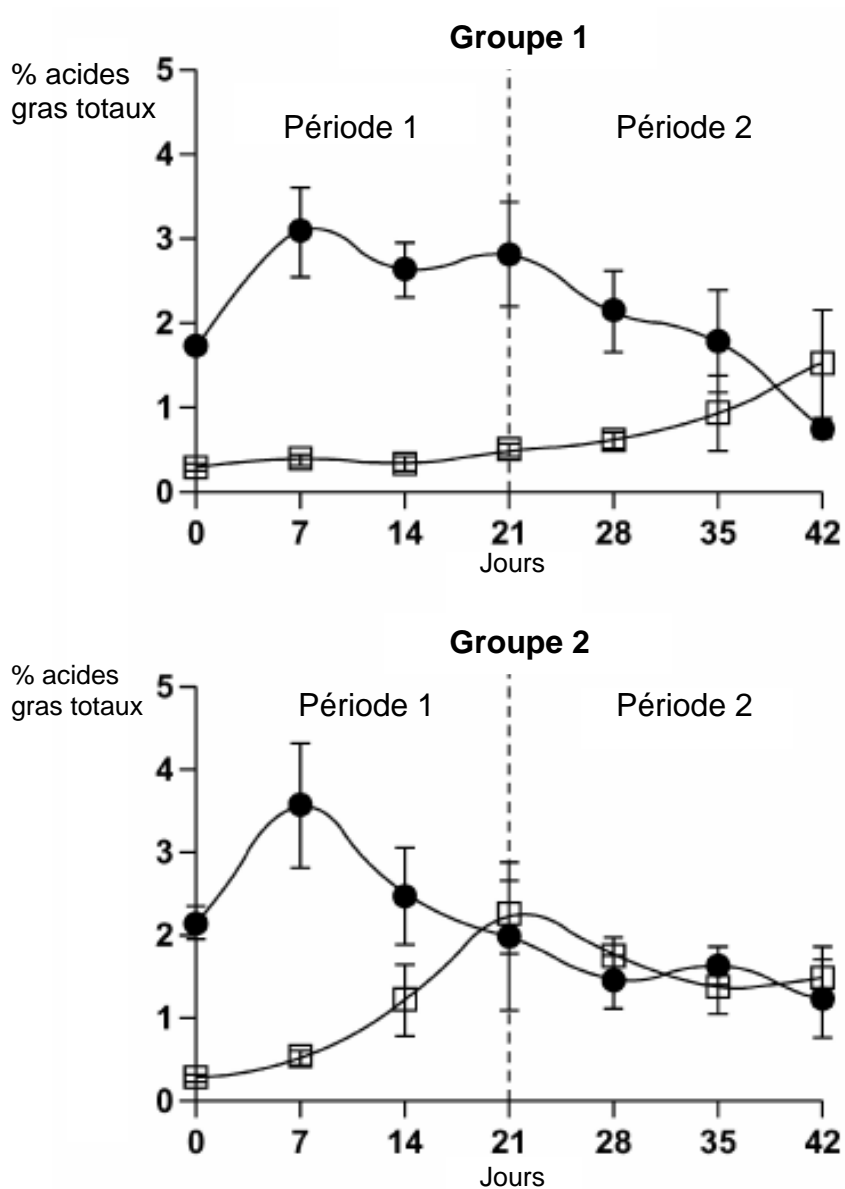 Groupe 1
% acides
gras totaux
Période 1
Période 2
5
4
3
2
1
0
0 7 14 21 28 35 42
Jours
Groupe 2
% acides
gras totaux
Période 1
Période 2
5
4
3
2
1
0
0 7 14 21 28 35 42
Jours